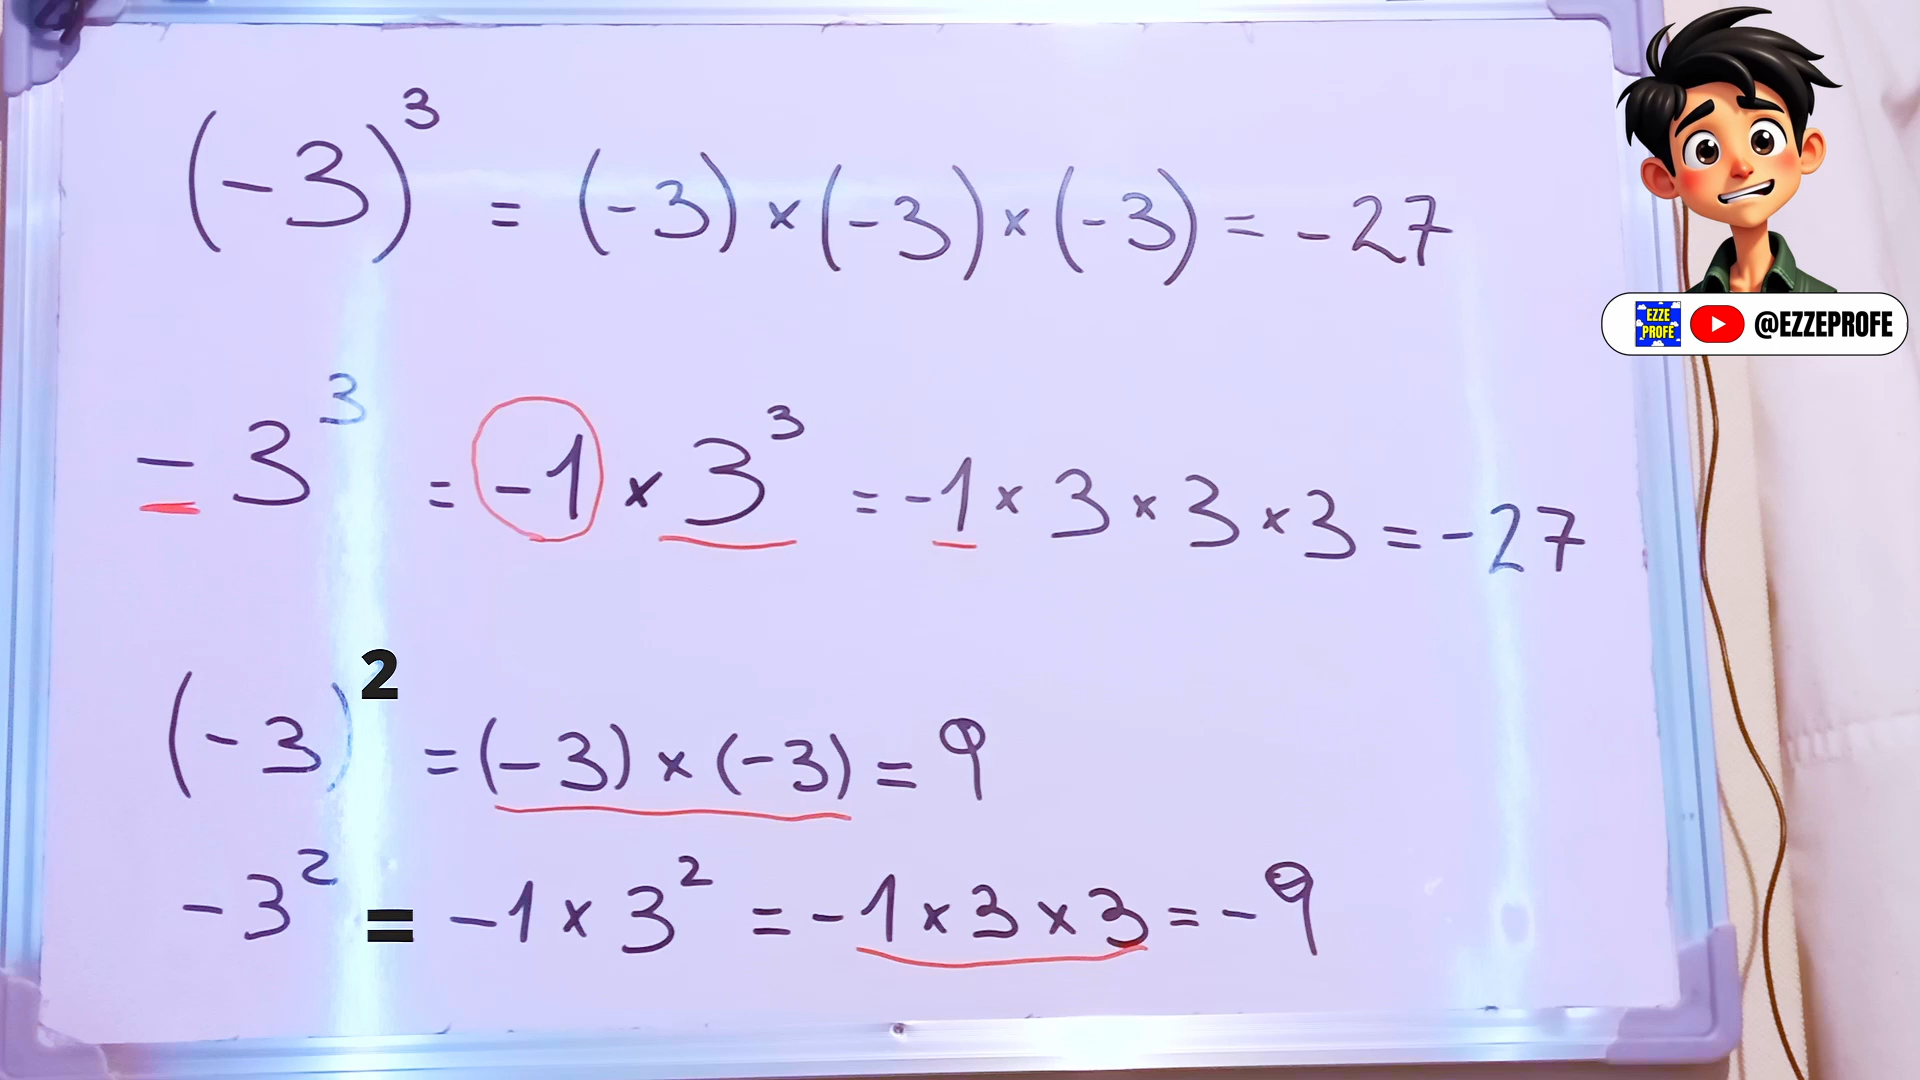 (-3)³ = (-3) × (-3) × (-3) = -27
EZZE PROFE @EZZEPROFE
-3³ = -1 × 3³ = -1 × 3 × 3 × 3 = -27
(-3)² = (-3) × (-3) = 9
-3² = -1 × 3² = -1 × 3 × 3 = -9